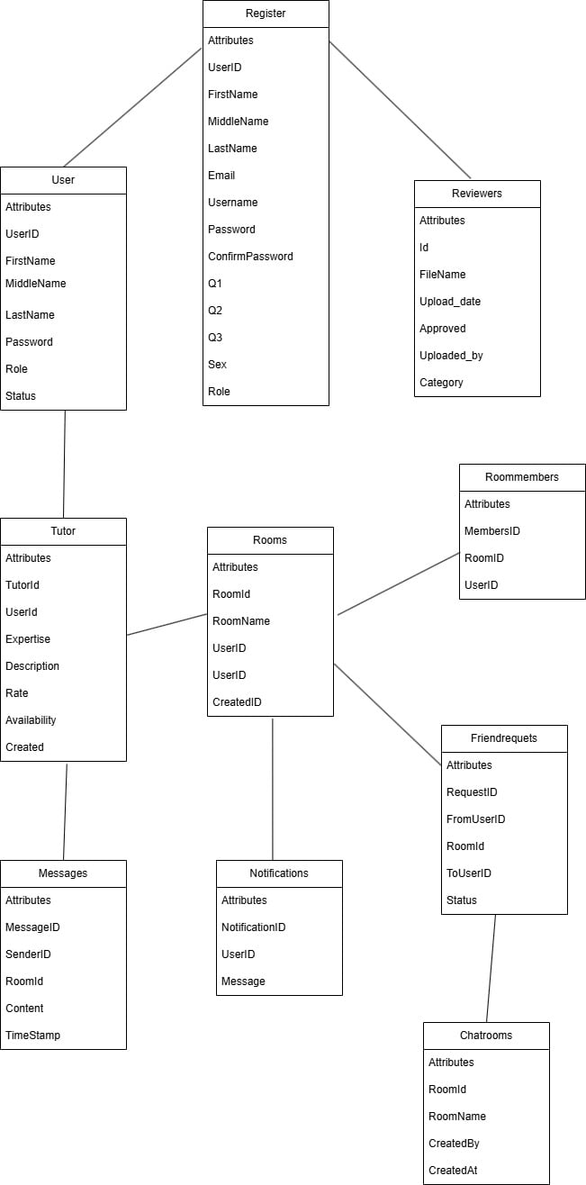 Register
Attributes
UserID
FirstName
MiddleName
LastName
Email
Username
Password
ConfirmPassword
Q1
Q2
Q3
Sex
Role
User
Attributes
UserID
FirstName
MiddleName
LastName
Password
Role
Status
Reviewers
Attributes
Id
FileName
Upload_date
Approved
Uploaded_by
Category
Tutor
Attributes
TutorId
UserId
Expertise
Description
Rate
Availability
Created
Rooms
Attributes
RoomId
RoomName
UserID
UserID
CreatedID
Roommembers
Attributes
MembersID
RoomID
UserID
Friendrequets
Attributes
RequestID
FromUserID
RoomId
ToUserID
Status
Messages
Attributes
MessageID
SenderID
RoomId
Content
TimeStamp
Notifications
Attributes
NotificationID
UserID
Message
Chatrooms
Attributes
RoomId
RoomName
CreatedBy
CreatedAt